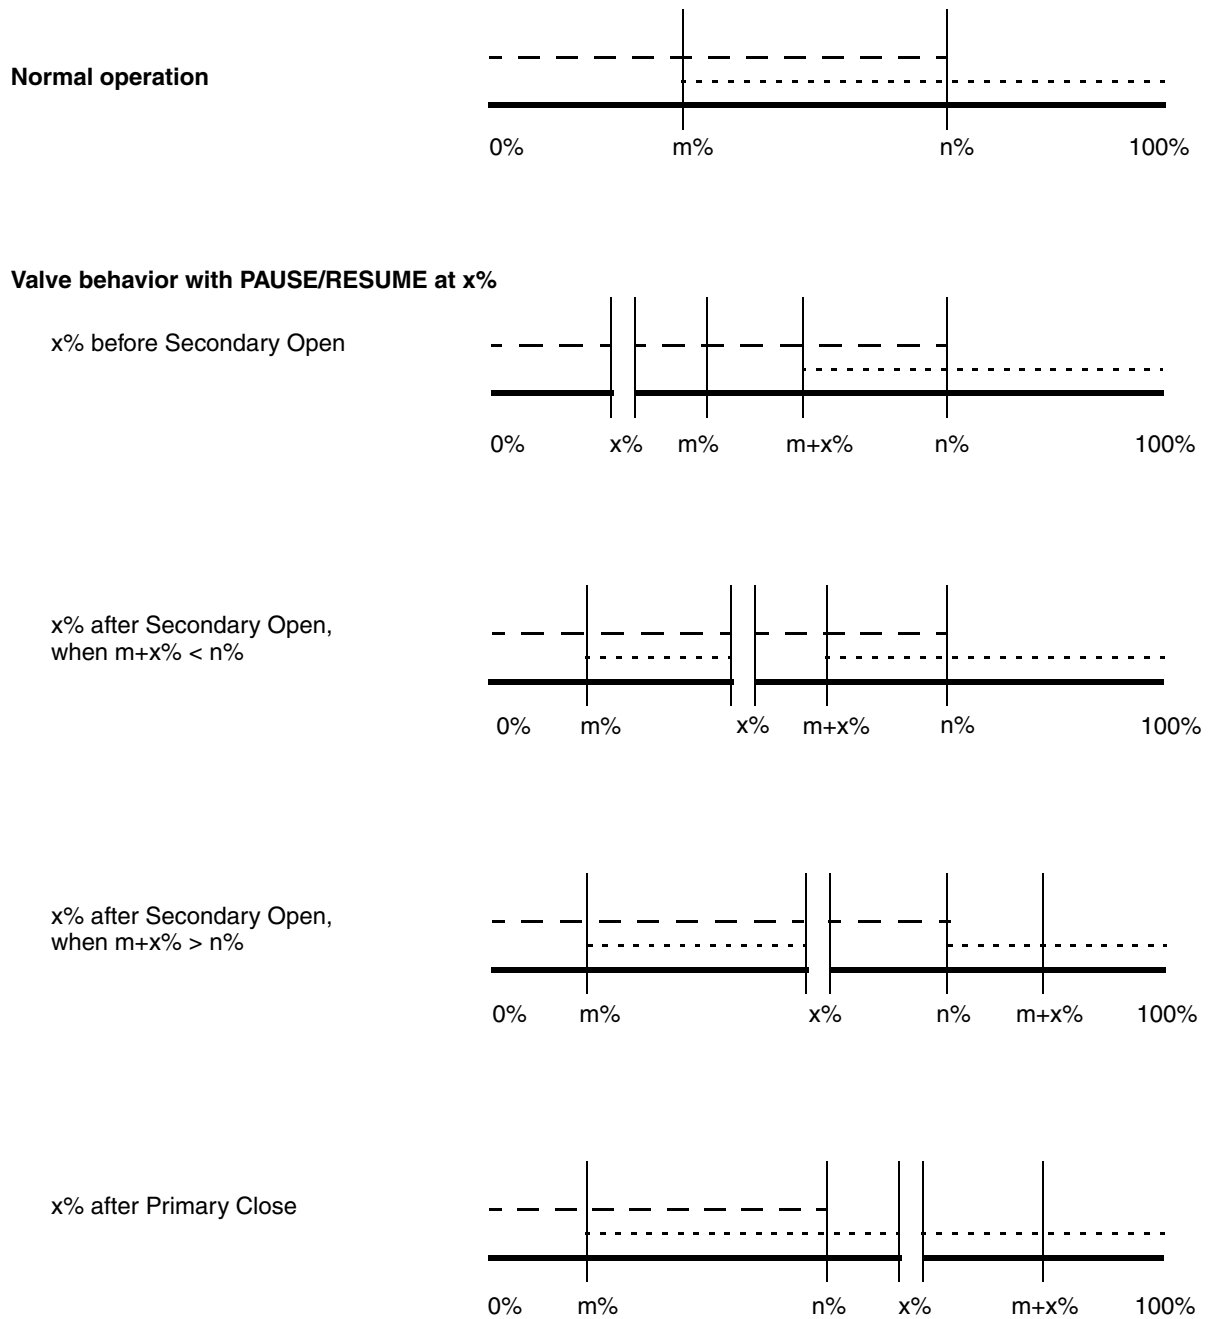 Normal operation
0% m% n% 100%
Valve behavior with PAUSE/RESUME at x%
x% before Secondary Open
0% x% m% m+x% n% 100%
x% after Secondary Open,
when m+x% < n%
0% m% x% m+x% n% 100%
x% after Secondary Open,
when m+x% > n%
0% m% x% n% m+x% 100%
x% after Primary Close
0% m% n% x% m+x% 100%